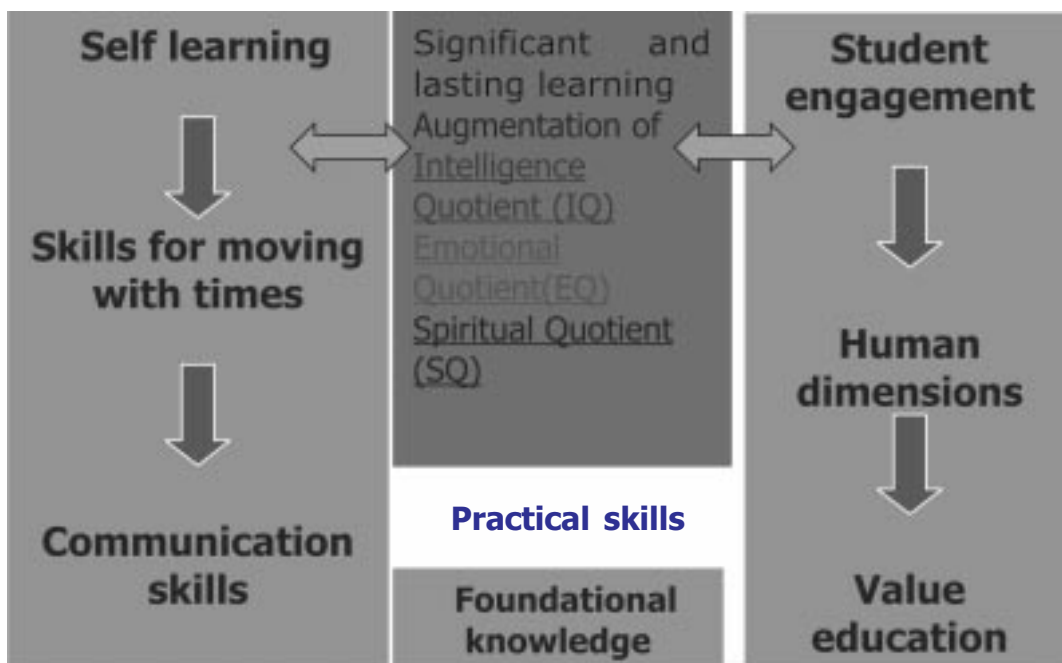 Self learning
Skills for moving
with times
Communication
skills
Significant and
lasting learning
Augmentation of
Intelligence
Quotient (IQ)
Emotional
Quotient(EQ)
Spiritual Quotient
(SQ)
Practical skills
Foundational
knowledge
Student
engagement
Human
dimensions
Value
education